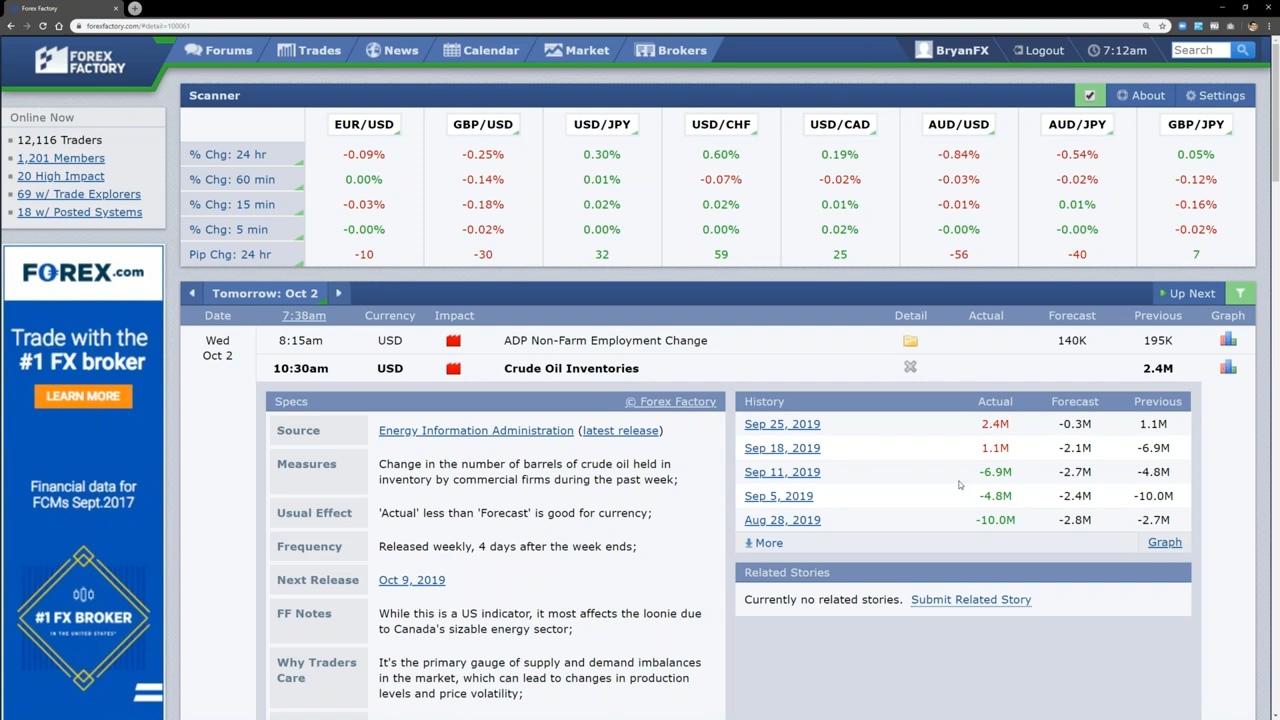 Forex Factory
forexfactory.com/#detail=100061
FOREX FACTORY
Forums
Trades
News
Calendar
Market
Brokers
BryanFX
Logout
7:12am
Search
Online Now
12,116 Traders
1,201 Members
20 High Impact
69 w/ Trade Explorers
18 w/ Posted Systems
FOREX.com
Trade with the
#1 FX broker
LEARN MORE
Financial data for
FCMs Sept.2017
#1 FX BROKER
IN THE UNITED STATES*
Scanner
About
Settings
EUR/USD GBP/USD USD/JPY USD/CHF USD/CAD AUD/USD AUD/JPY GBP/JPY
% Chg: 24 hr -0.09% -0.25% 0.30% 0.60% 0.19% -0.84% -0.54% 0.05%
% Chg: 60 min 0.00% -0.14% 0.01% -0.07% -0.02% -0.03% -0.02% -0.12%
% Chg: 15 min -0.03% -0.18% 0.02% 0.02% 0.01% -0.01% 0.01% -0.16%
% Chg: 5 min -0.00% -0.02% 0.00% 0.00% 0.02% -0.00% -0.00% -0.02%
Pip Chg: 24 hr -10 -30 32 59 25 -56 -40 7
Tomorrow: Oct 2
Up Next
Date 7:38am Currency Impact Detail Actual Forecast Previous Graph
Wed
Oct 2
8:15am USD ADP Non-Farm Employment Change 140K 195K
10:30am USD Crude Oil Inventories 2.4M
Specs © Forex Factory
Source Energy Information Administration (latest release)
Measures Change in the number of barrels of crude oil held in
inventory by commercial firms during the past week;
Usual Effect 'Actual' less than 'Forecast' is good for currency;
Frequency Released weekly, 4 days after the week ends;
Next Release Oct 9, 2019
FF Notes While this is a US indicator, it most affects the loonie due
to Canada's sizable energy sector;
Why Traders
Care
It's the primary gauge of supply and demand imbalances
in the market, which can lead to changes in production
levels and price volatility;
History Actual Forecast Previous
Sep 25, 2019 2.4M -0.3M 1.1M
Sep 18, 2019 1.1M -2.1M -6.9M
Sep 11, 2019 -6.9M -2.7M -4.8M
Sep 5, 2019 -4.8M -2.4M -10.0M
Aug 28, 2019 -10.0M -2.8M -2.7M
More Graph
Related Stories
Currently no related stories. Submit Related Story